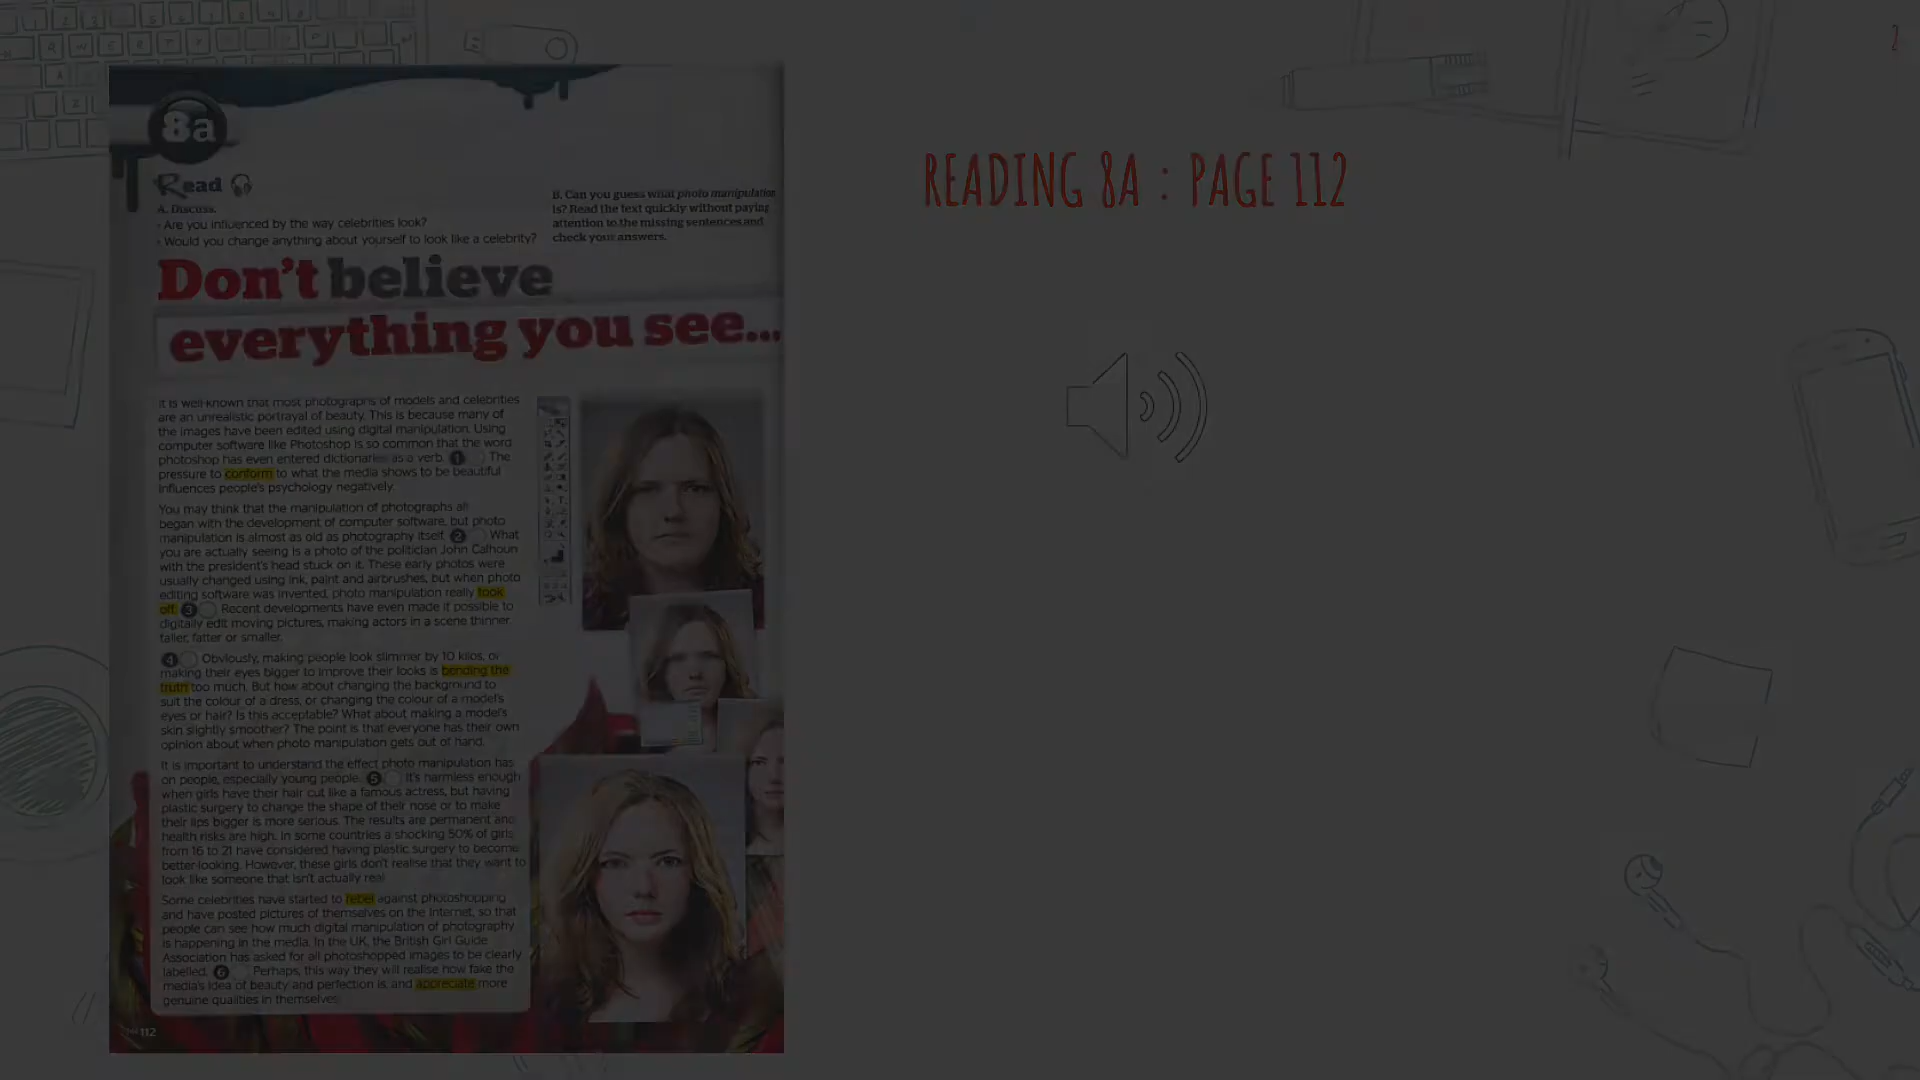 2
8a
Read
A. Discuss.
• Are you influenced by the way celebrities look?
• Would you change anything about yourself to look like a celebrity?
B. Can you guess what photo manipulation
is? Read the text quickly without paying
attention to the missing sentences and
check your answers.
Don't believe
everything you see...
It is well-known that most photographs of models and celebrities
are an unrealistic portrayal of beauty. This is because many of
the images have been edited using digital manipulation. Using
computer software like Photoshop is so common that the word
photoshop has even entered dictionaries as a verb. 1 The
pressure to conform to what the media shows to be beautiful
influences people's psychology negatively.
You may think that the manipulation of photographs all
began with the development of computer software, but photo
manipulation is almost as old as photography itself. 2 What
you are actually seeing is a photo of the politician John Calhoun
with the president's head stuck on it. These early photos were
usually changed using ink, paint and airbrushes, but when photo
editing software was invented, photo manipulation really took
off. 3 Recent developments have even made it possible to
digitally edit moving pictures, making actors in a scene thinner,
taller, fatter or smaller.
4 Obviously, making people look slimmer by 10 kilos, or
making their eyes bigger to improve their looks is bending the
truth too much. But how about changing the background to
suit the colour of a dress, or changing the colour of a model's
eyes or hair? Is this acceptable? What about making a model's
skin slightly smoother? The point is that everyone has their own
opinion about when photo manipulation gets out of hand.
It is important to understand the effect photo manipulation has
on people, especially young people. 5 It's harmless enough
when girls have their hair cut like a famous actress, but having
plastic surgery to change the shape of their nose or to make
their lips bigger is more serious. The results are permanent and
health risks are high. In some countries a shocking 50% of girls
from 16 to 21 have considered having plastic surgery to become
better looking. However, these girls don't realise that they want to
look like someone that isn't actually real.
Some celebrities have started to rebel against photoshopping
and have posted pictures of themselves on the Internet, so that
people can see how much digital manipulation of photography
is happening in the media. In the UK, the British Girl Guide
Association has asked for all photoshopped images to be clearly
labelled. 6 Perhaps, this way they will realise how fake the
media's idea of beauty and perfection is, and appreciate more
genuine qualities in themselves.
112
READING 8A : PAGE 112